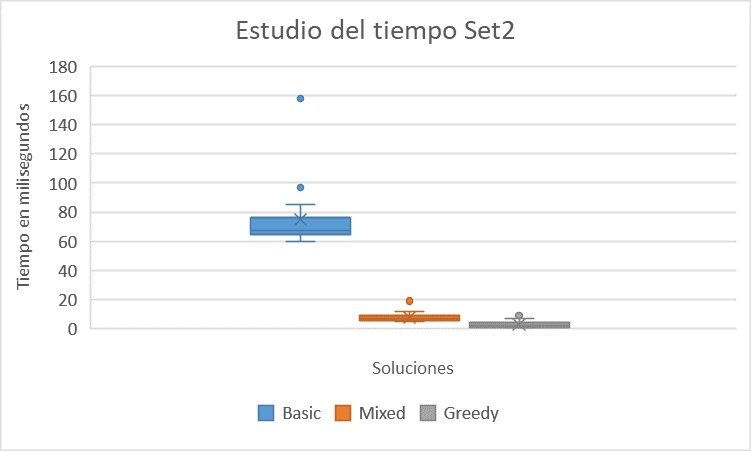 Estudio del tiempo Set2
180
160
140
120
100
80
60
40
20
0
Tiempo en milisegundos
Soluciones
Basic Mixed Greedy